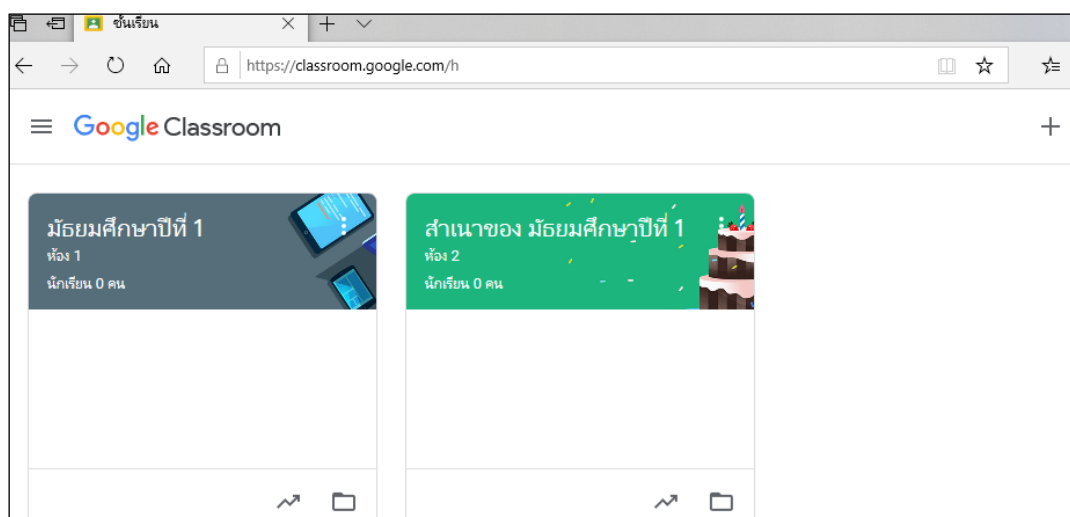 ชั้นเรียน
https://classroom.google.com/h
Google Classroom
มัธยมศึกษาปีที่ 1
ห้อง 1
นักเรียน 0 คน
สำเนาของ มัธยมศึกษาปีที่ 1
ห้อง 2
นักเรียน 0 คน